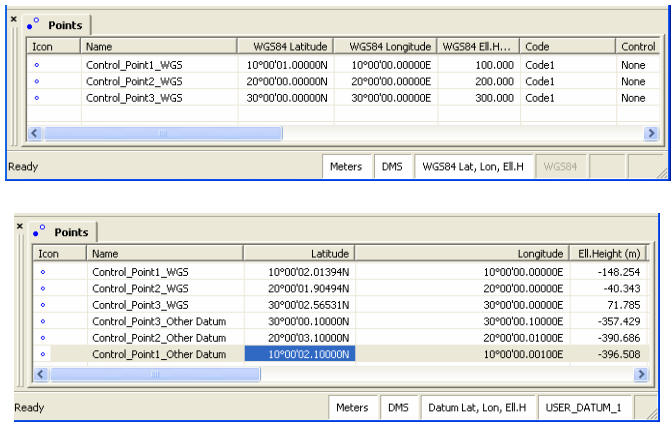 × Points
Icon Name WGS84 Latitude WGS84 Longitude WGS84 Ell.H... Code Control
Control_Point1_WGS 10°00'01.00000N 10°00'00.00000E 100.000 Code1 None
Control_Point2_WGS 20°00'00.00000N 20°00'00.00000E 200.000 Code1 None
Control_Point3_WGS 30°00'00.00000N 30°00'00.00000E 300.000 Code1 None
Ready Meters DMS WGS84 Lat, Lon, Ell.H WGS84
× Points
Icon Name Latitude Longitude Ell.Height (m)
Control_Point1_WGS 10°00'02.01394N 10°00'00.00000E -148.254
Control_Point2_WGS 20°00'01.90494N 20°00'00.00000E -40.343
Control_Point3_WGS 30°00'02.56531N 30°00'00.00000E 71.785
Control_Point3_Other Datum 30°00'00.10000N 30°00'00.10000E -357.429
Control_Point2_Other Datum 20°00'03.10000N 20°00'00.01000E -390.686
Control_Point1_Other Datum 10°00'02.10000N 10°00'00.00100E -396.508
Ready Meters DMS Datum Lat, Lon, Ell.H USER_DATUM_1